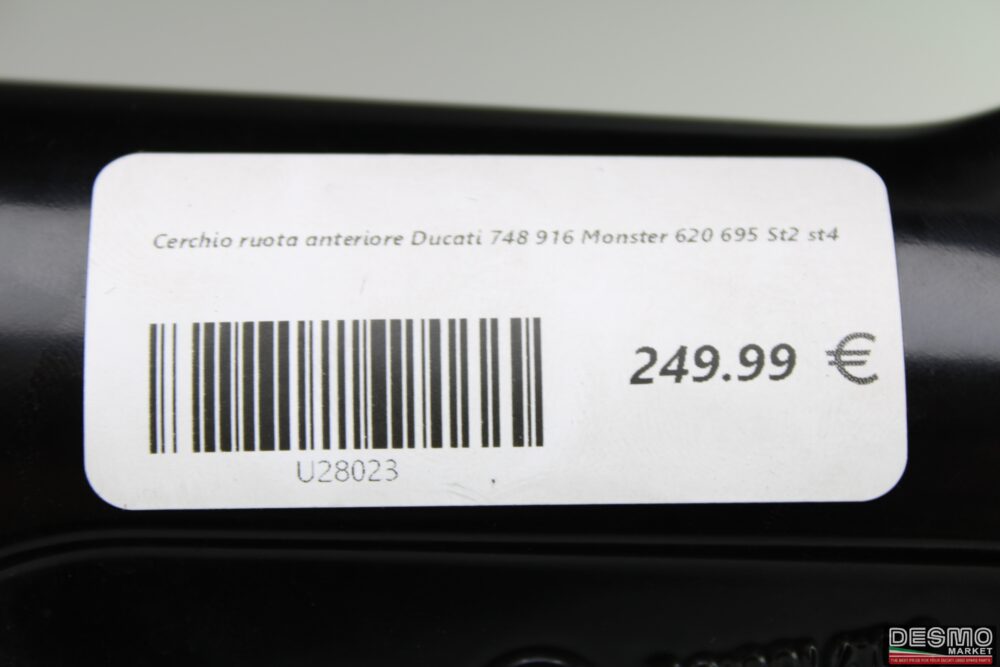 Cerchio ruota anteriore Ducati 748 916 Monster 620 695 St2 st4
249.99 €
U28023
DESMO
MARKET